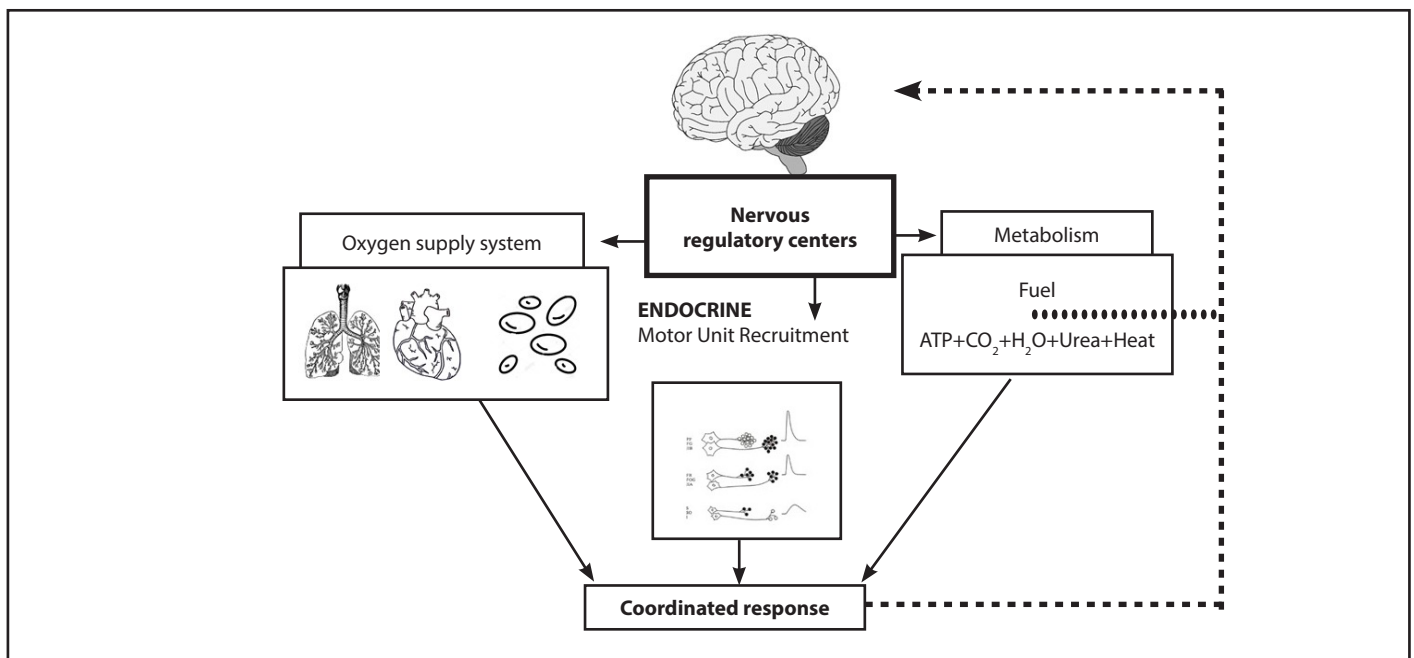 Nervous
regulatory centers
Oxygen supply system
Metabolism
Fuel
ATP+CO₂+H₂O+Urea+Heat
ENDOCRINE
Motor Unit Recruitment
Coordinated response